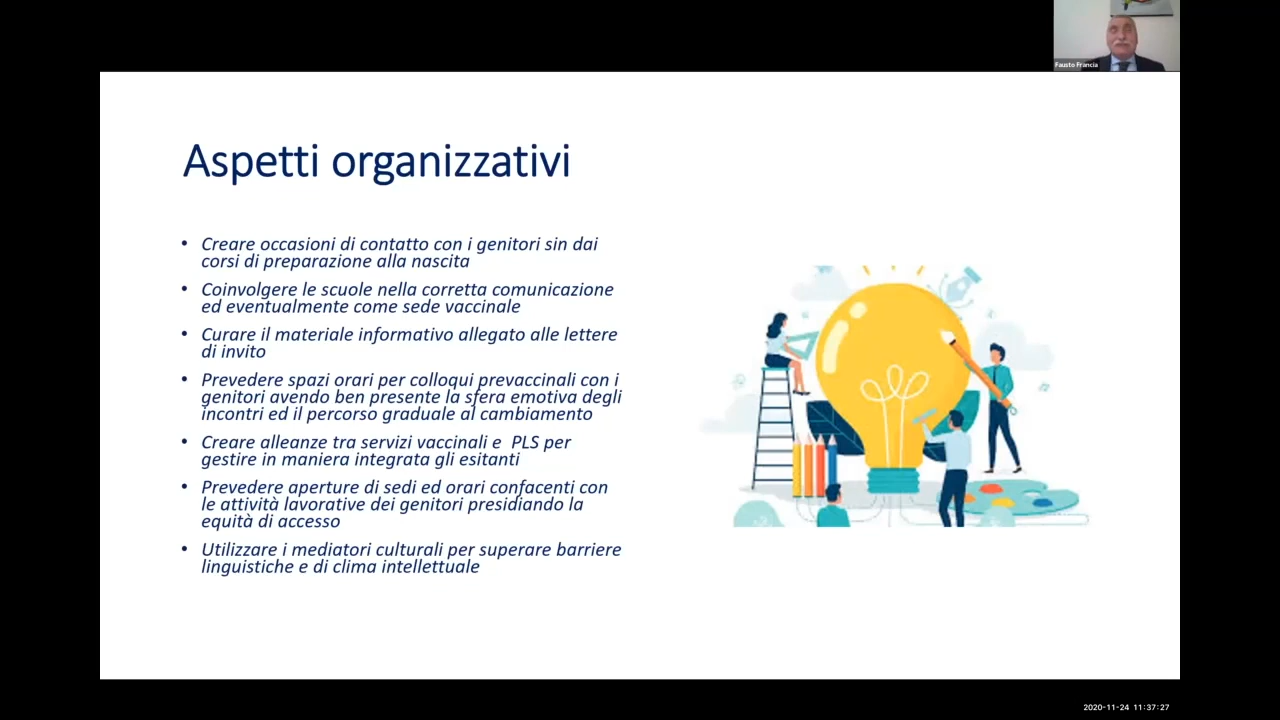 Fausto Francia
Aspetti organizzativi
• Creare occasioni di contatto con i genitori sin dai
corsi di preparazione alla nascita
• Coinvolgere le scuole nella corretta comunicazione
ed eventualmente come sede vaccinale
• Curare il materiale informativo allegato alle lettere
di invito
• Prevedere spazi orari per colloqui prevaccinali con i
genitori avendo ben presente la sfera emotiva degli
incontri ed il percorso graduale al cambiamento
• Creare alleanze tra servizi vaccinali e  PLS per
gestire in maniera integrata gli esitanti
• Prevedere aperture di sedi ed orari confacenti con
le attività lavorative dei genitori presidiando la
equità di accesso
• Utilizzare i mediatori culturali per superare barriere
linguistiche e di clima intellettuale
2020-11-24 11:37:27